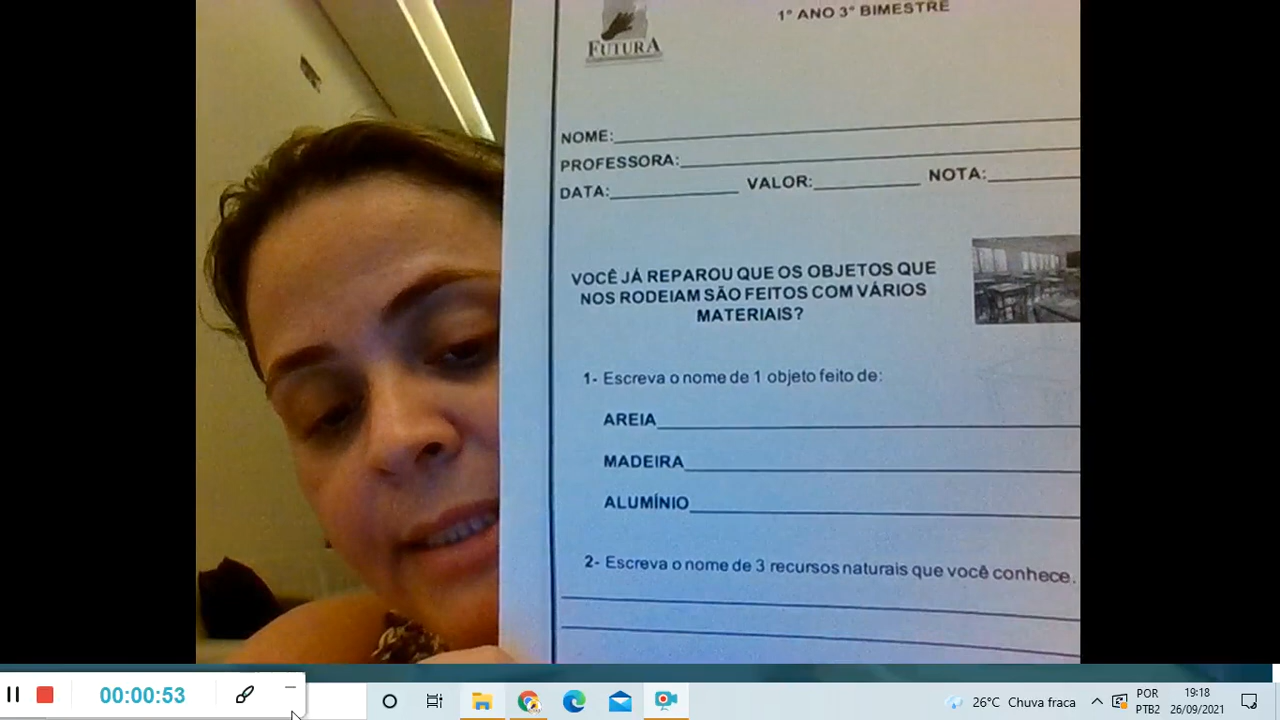 FUTURA
1º ANO 3º BIMESTRE
NOME:
PROFESSORA:
DATA: VALOR: NOTA:
VOCÊ JÁ REPAROU QUE OS OBJETOS QUE
NOS RODEIAM SÃO FEITOS COM VÁRIOS
MATERIAIS?
1- Escreva o nome de 1 objeto feito de:
AREIA
MADEIRA
ALUMÍNIO
2- Escreva o nome de 3 recursos naturais que você conhece.
00:00:53
26°C Chuva fraca
POR
PTB2
19:18
26/09/2021